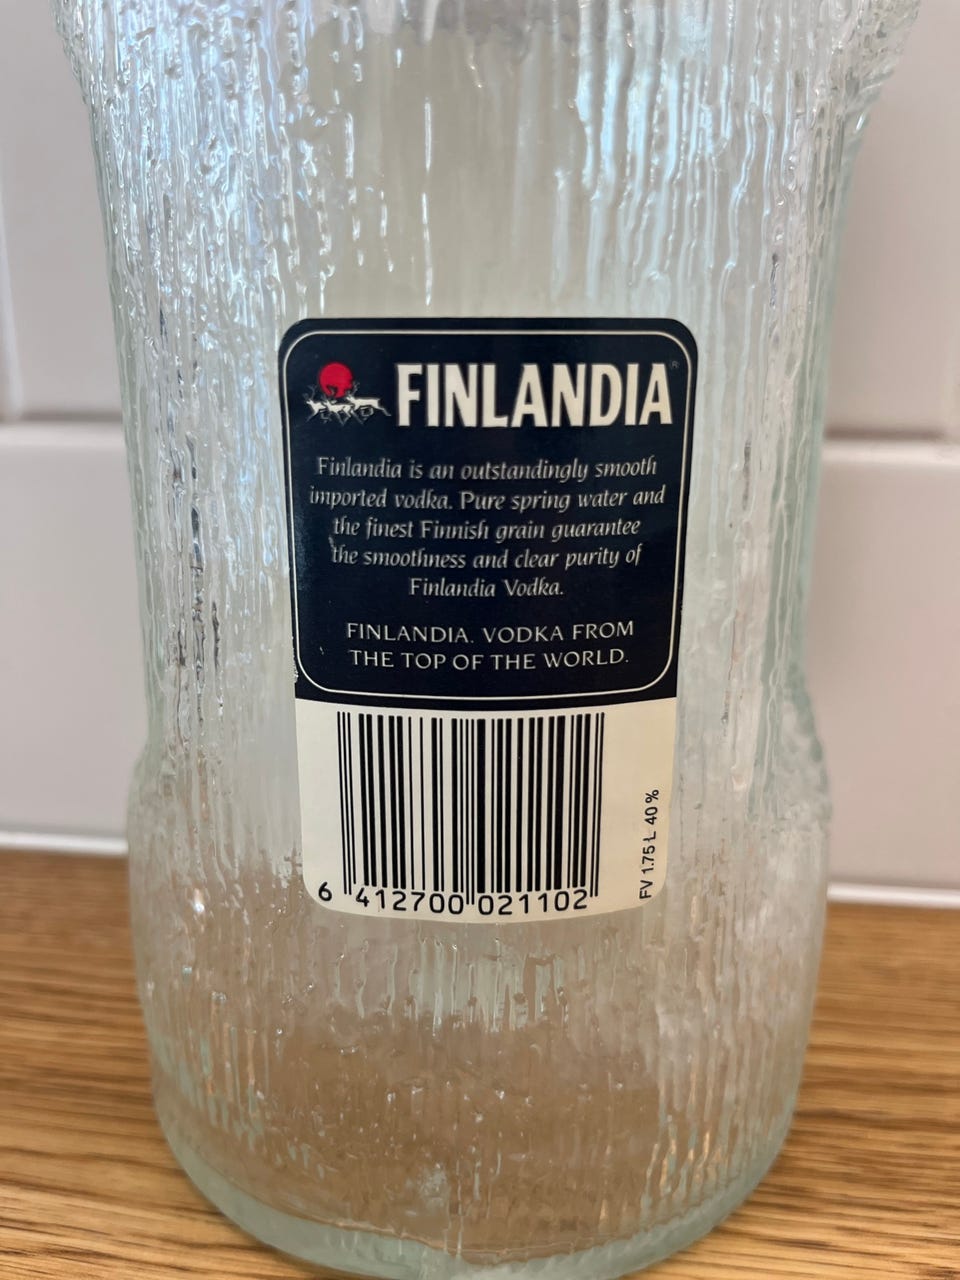 FINLANDIA®
Finlandia is an outstandingly smooth
imported vodka. Pure spring water and
the finest Finnish grain guarantee
the smoothness and clear purity of
Finlandia Vodka.
FINLANDIA. VODKA FROM
THE TOP OF THE WORLD.
6 412700 021102
FV 1.75 L 40 %